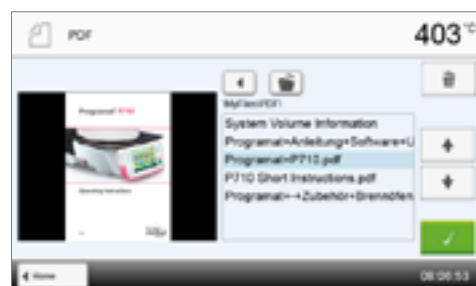 PDF
403 °C
MyFiles\PDF\
System Volume Information
Programat+Anleitung+Software+U
Programat+P710.pdf
P710 Short Instructions.pdf
Programat+-+Zubehör+Brennöfen
Programat P710
Operating Instructions
Home
08:06:53